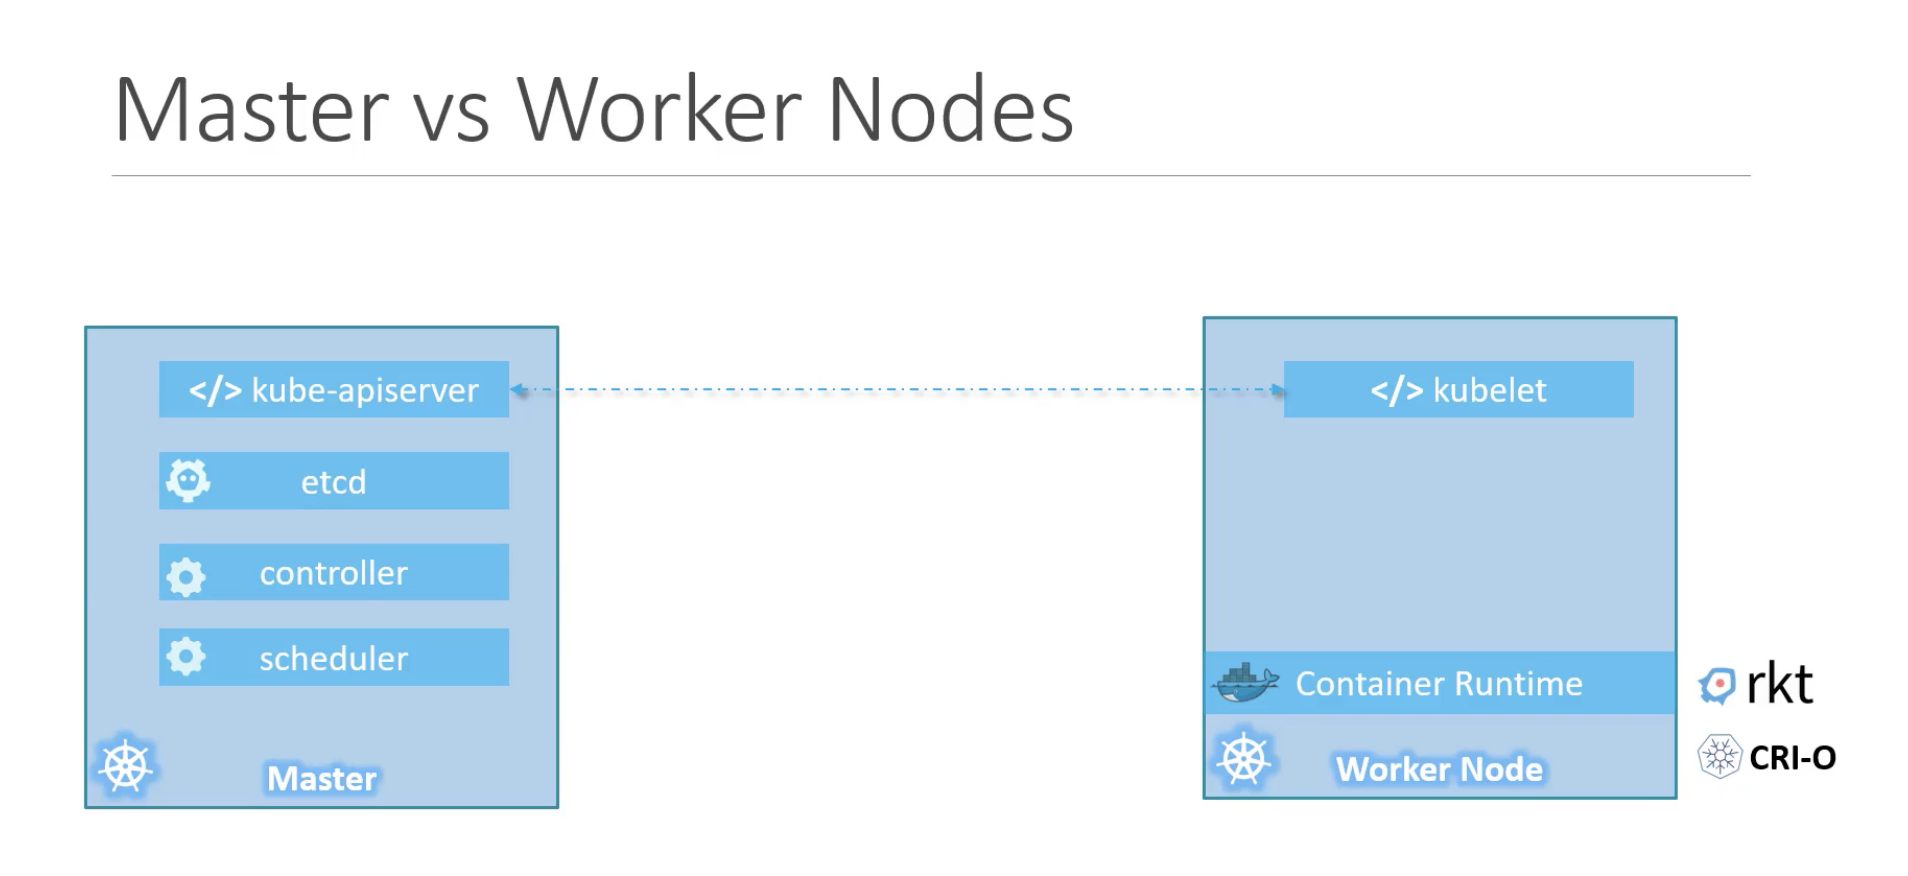 Master vs Worker Nodes
</> kube-apiserver
etcd
controller
scheduler
Master
</> kubelet
Container Runtime
Worker Node
rkt
CRI-O